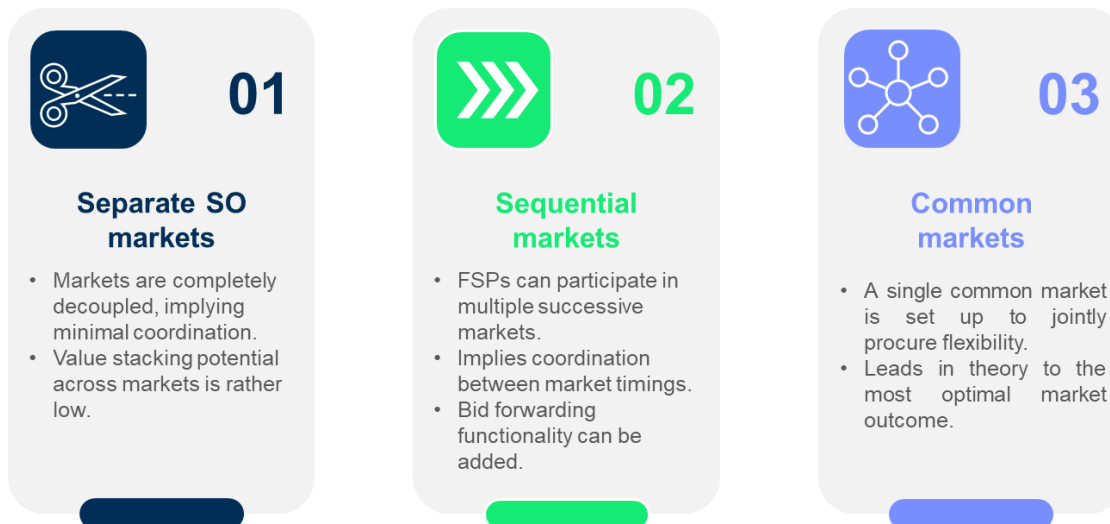 01
Separate SO
markets
• Markets are completely
decoupled, implying
minimal coordination.
• Value stacking potential
across markets is rather
low.
02
Sequential
markets
• FSPs can participate in
multiple successive
markets.
• Implies coordination
between market timings.
• Bid forwarding
functionality can be
added.
03
Common
markets
• A single common market
is set up to jointly
procure flexibility.
• Leads in theory to the
most optimal market
outcome.